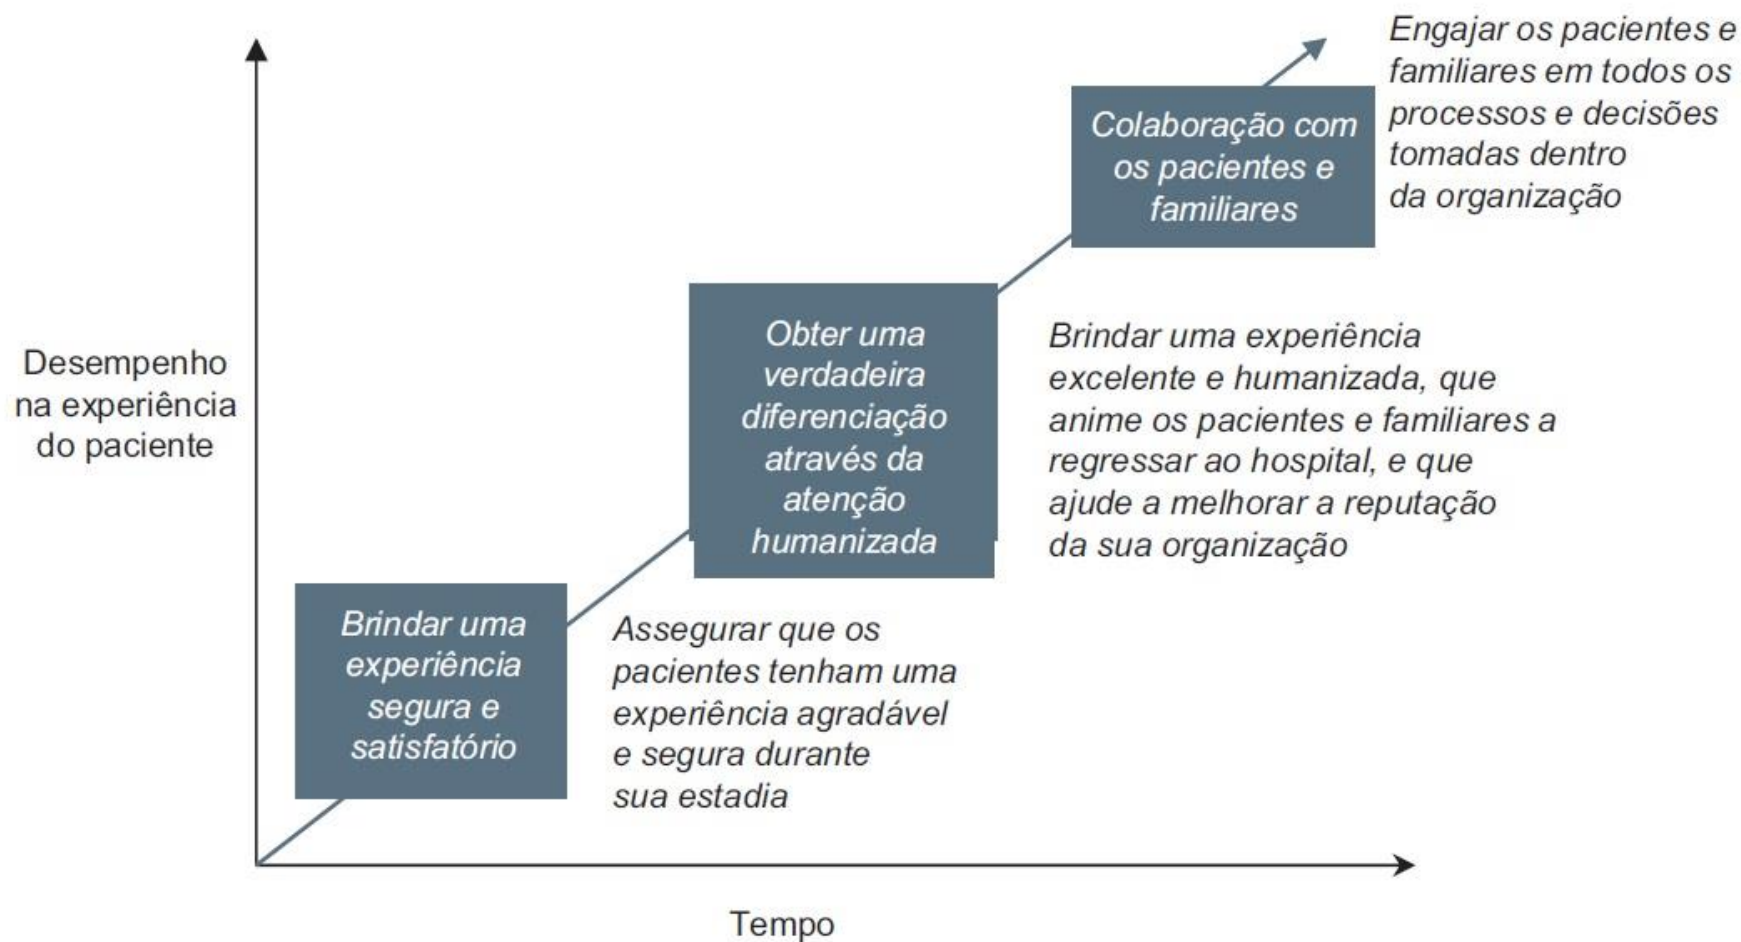 Engajar os pacientes e
familiares em todos os
processos e decisões
tomadas dentro
da organização
Colaboração com
os pacientes e
familiares
Desempenho
na experiência
do paciente
Obter uma
verdadeira
diferenciação
através da
atenção
humanizada
Brindar uma experiência
excelente e humanizada, que
anime os pacientes e familiares a
regressar ao hospital, e que
ajude a melhorar a reputação
da sua organização
Brindar uma
experiência
segura e
satisfatório
Assegurar que os
pacientes tenham uma
experiência agradável
e segura durante
sua estadia
Tempo